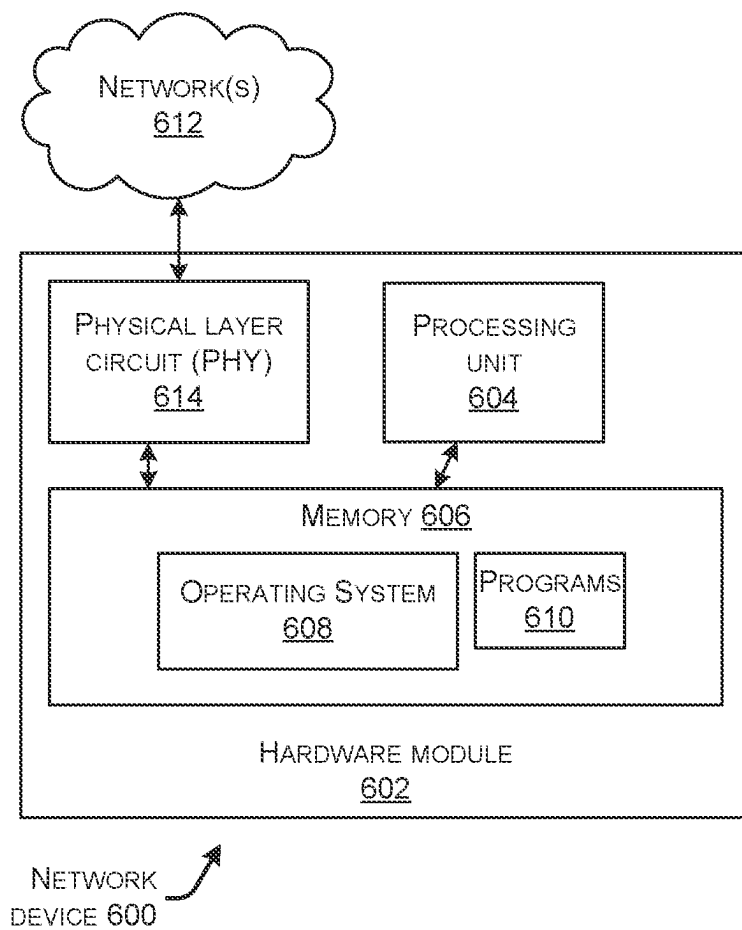 NETWORK(S)
612
PHYSICAL LAYER
CIRCUIT (PHY)
614
PROCESSING
UNIT
604
MEMORY 606
OPERATING SYSTEM
608
PROGRAMS
610
HARDWARE MODULE
602
NETWORK
DEVICE 600